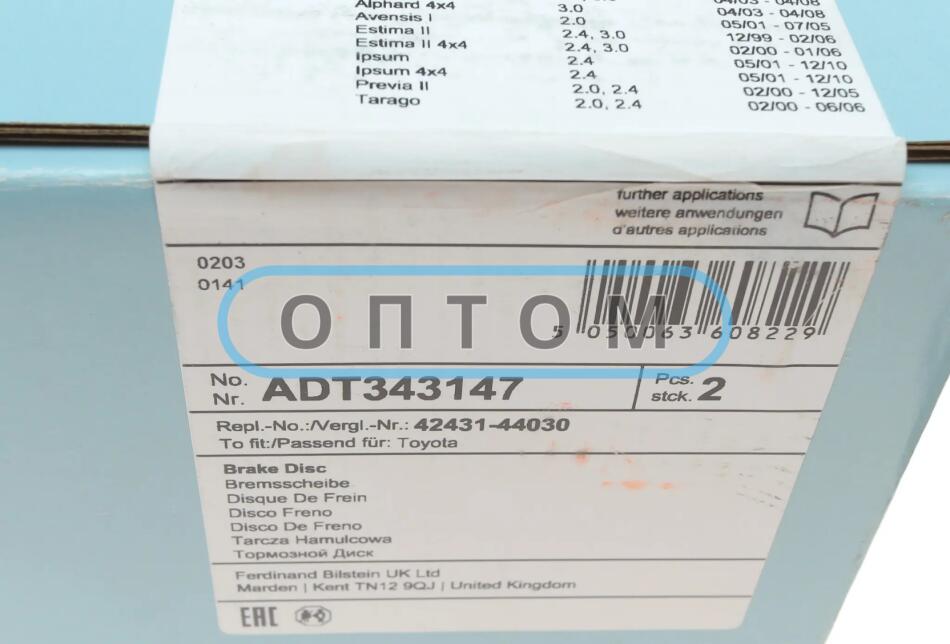 Alphard 4x4 3.0 04/03 - 04/08
Avensis I 2.0 05/01 - 07/05
Estima II 2.4, 3.0 12/99 - 02/06
Estima II 4x4 2.4, 3.0 02/00 - 01/06
Ipsum 2.4 05/01 - 12/10
Ipsum 4x4 2.4 05/01 - 12/10
Previa II 2.0, 2.4 02/00 - 12/05
Tarago 2.0, 2.4 02/00 - 06/06
further applications
weitere anwendungen
d'autres applications
0203
0141
ОПТОМ
5 050063 608229
No. Nr. ADT343147
Pcs. stck. 2
Repl.-No.:/Vergl.-Nr.: 42431-44030
To fit:/Passend für: Toyota
Brake Disc
Bremsscheibe
Disque De Frein
Disco Freno
Disco De Freno
Tarcza Hamulcowa
Тормозной Диск
Ferdinand Bilstein UK Ltd
Marden | Kent TN12 9QJ | United Kingdom
EAC